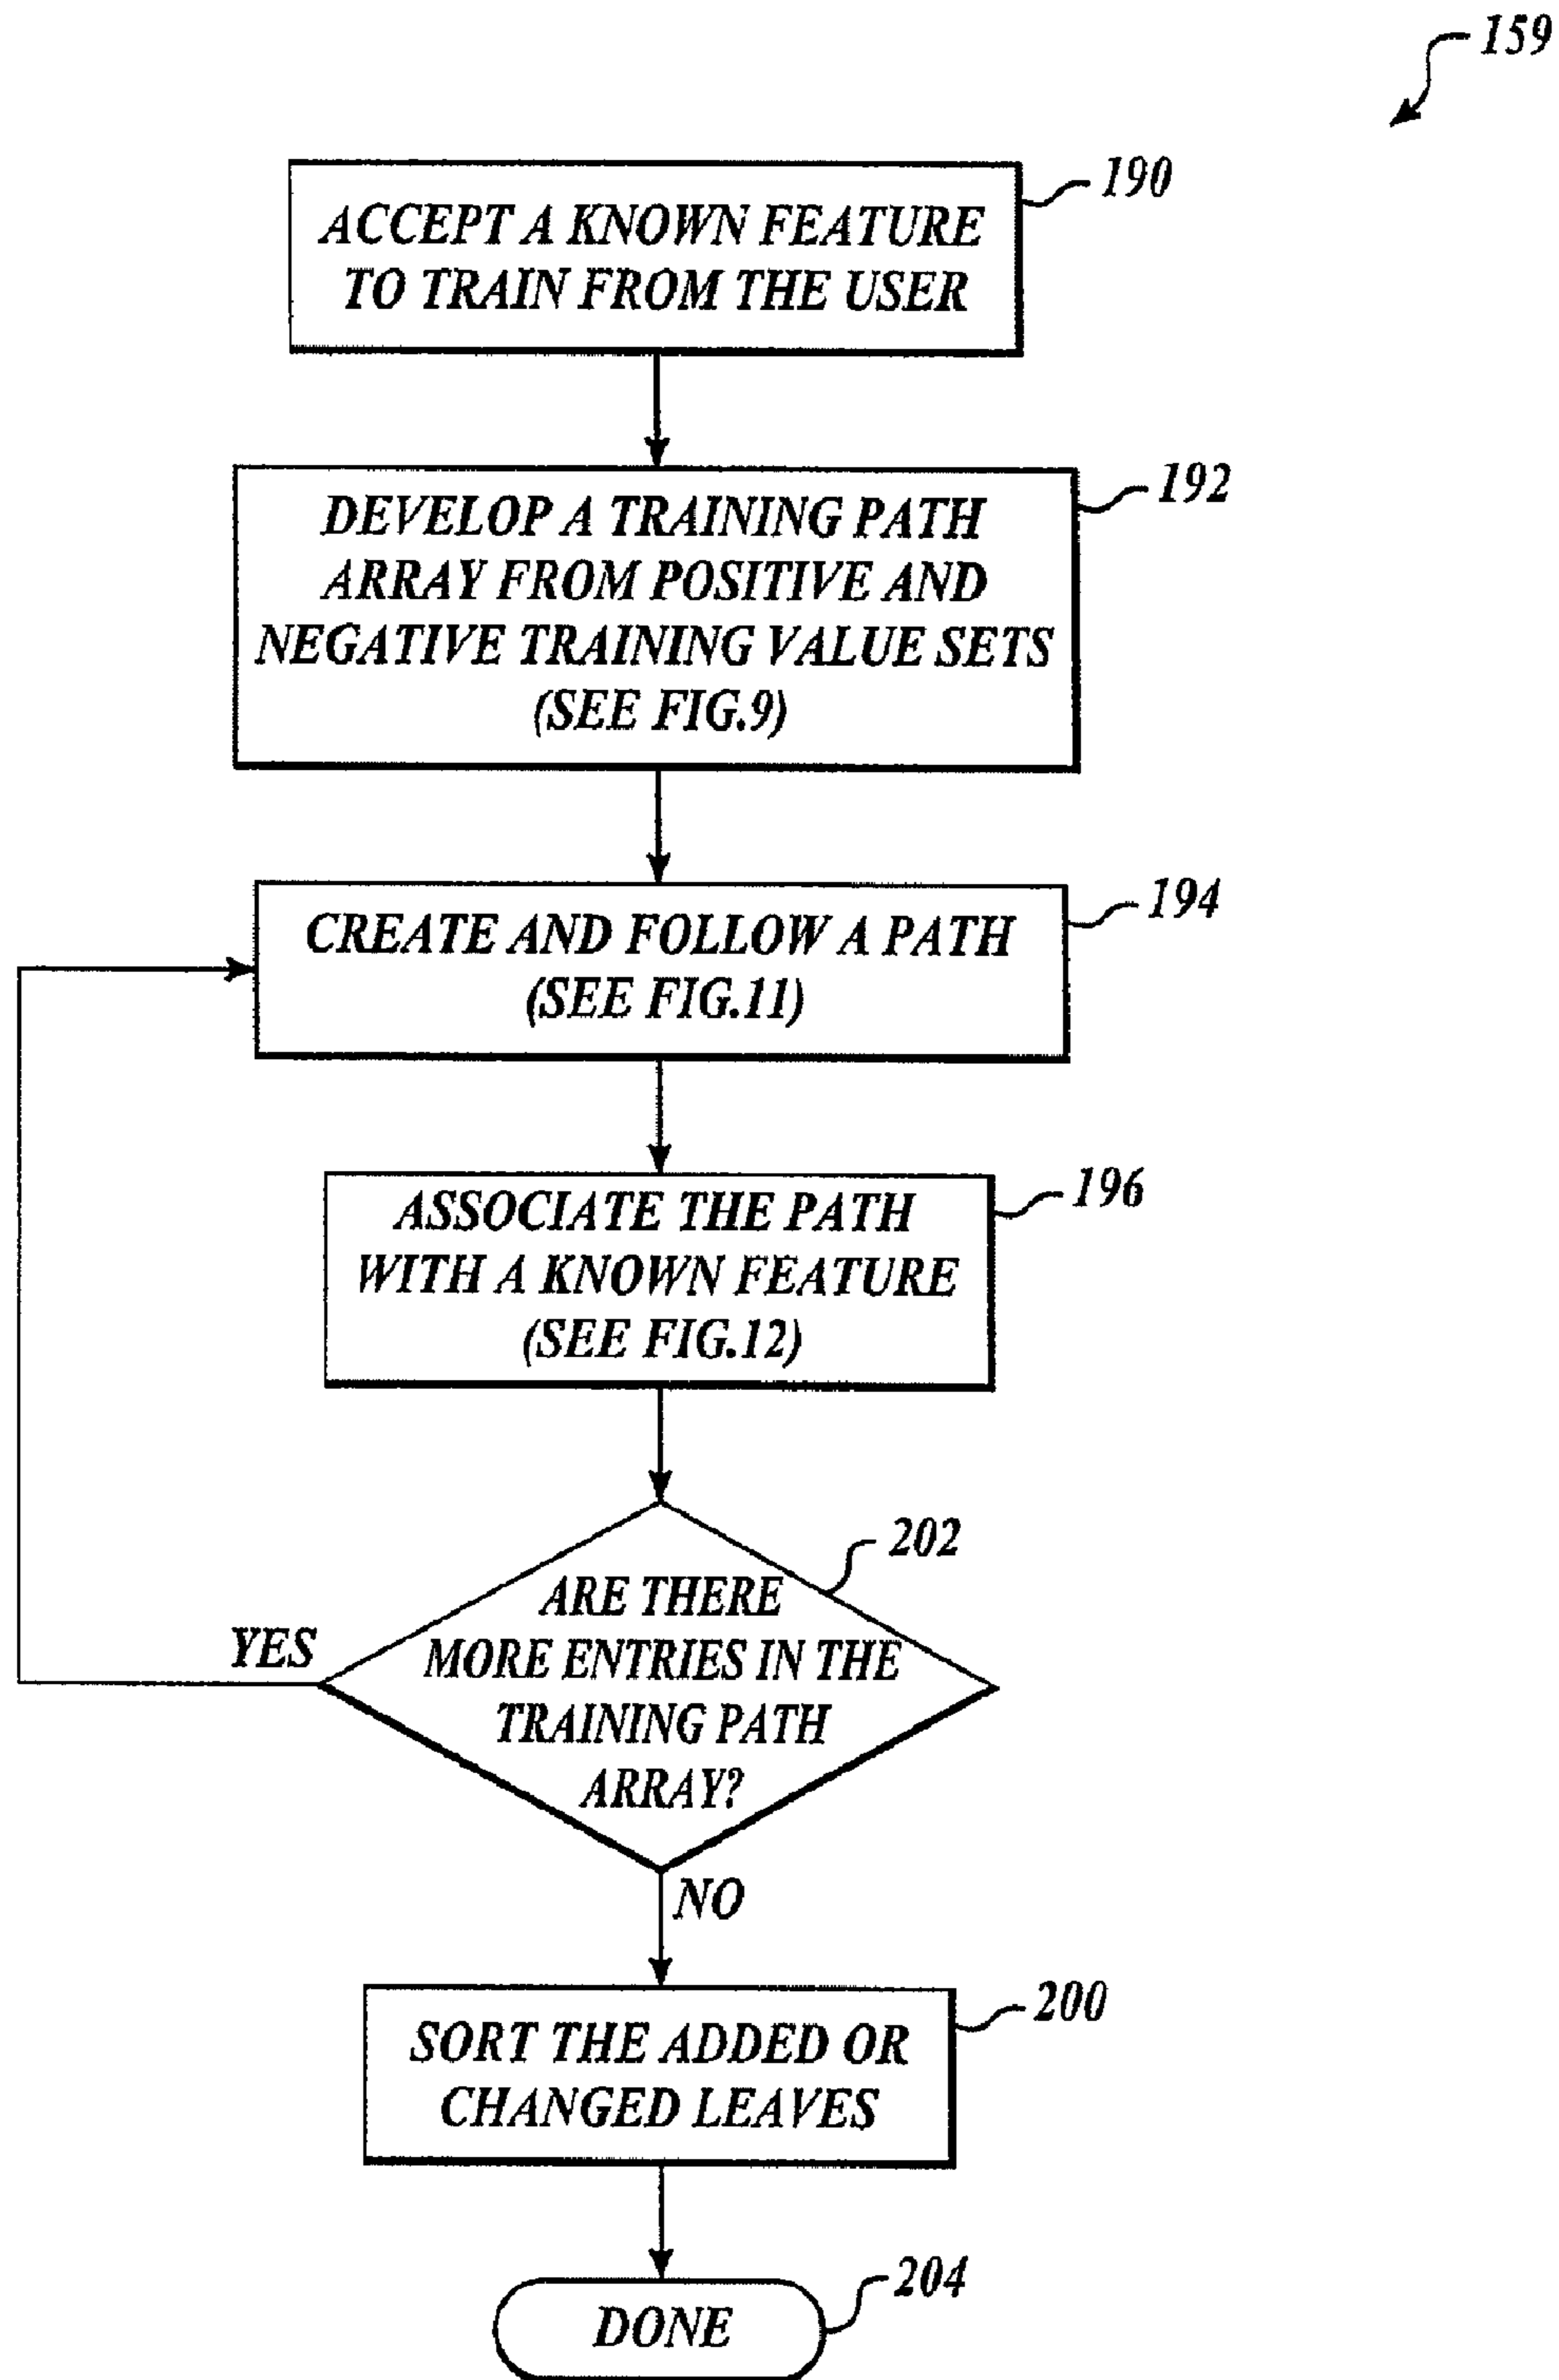 159
190
ACCEPT A KNOWN FEATURE
TO TRAIN FROM THE USER
192
DEVELOP A TRAINING PATH
ARRAY FROM POSITIVE AND
NEGATIVE TRAINING VALUE SETS
(SEE FIG.9)
194
CREATE AND FOLLOW A PATH
(SEE FIG.11)
196
ASSOCIATE THE PATH
WITH A KNOWN FEATURE
(SEE FIG.12)
202
ARE THERE
MORE ENTRIES IN THE
TRAINING PATH
ARRAY?
YES
NO
200
SORT THE ADDED OR
CHANGED LEAVES
204
DONE